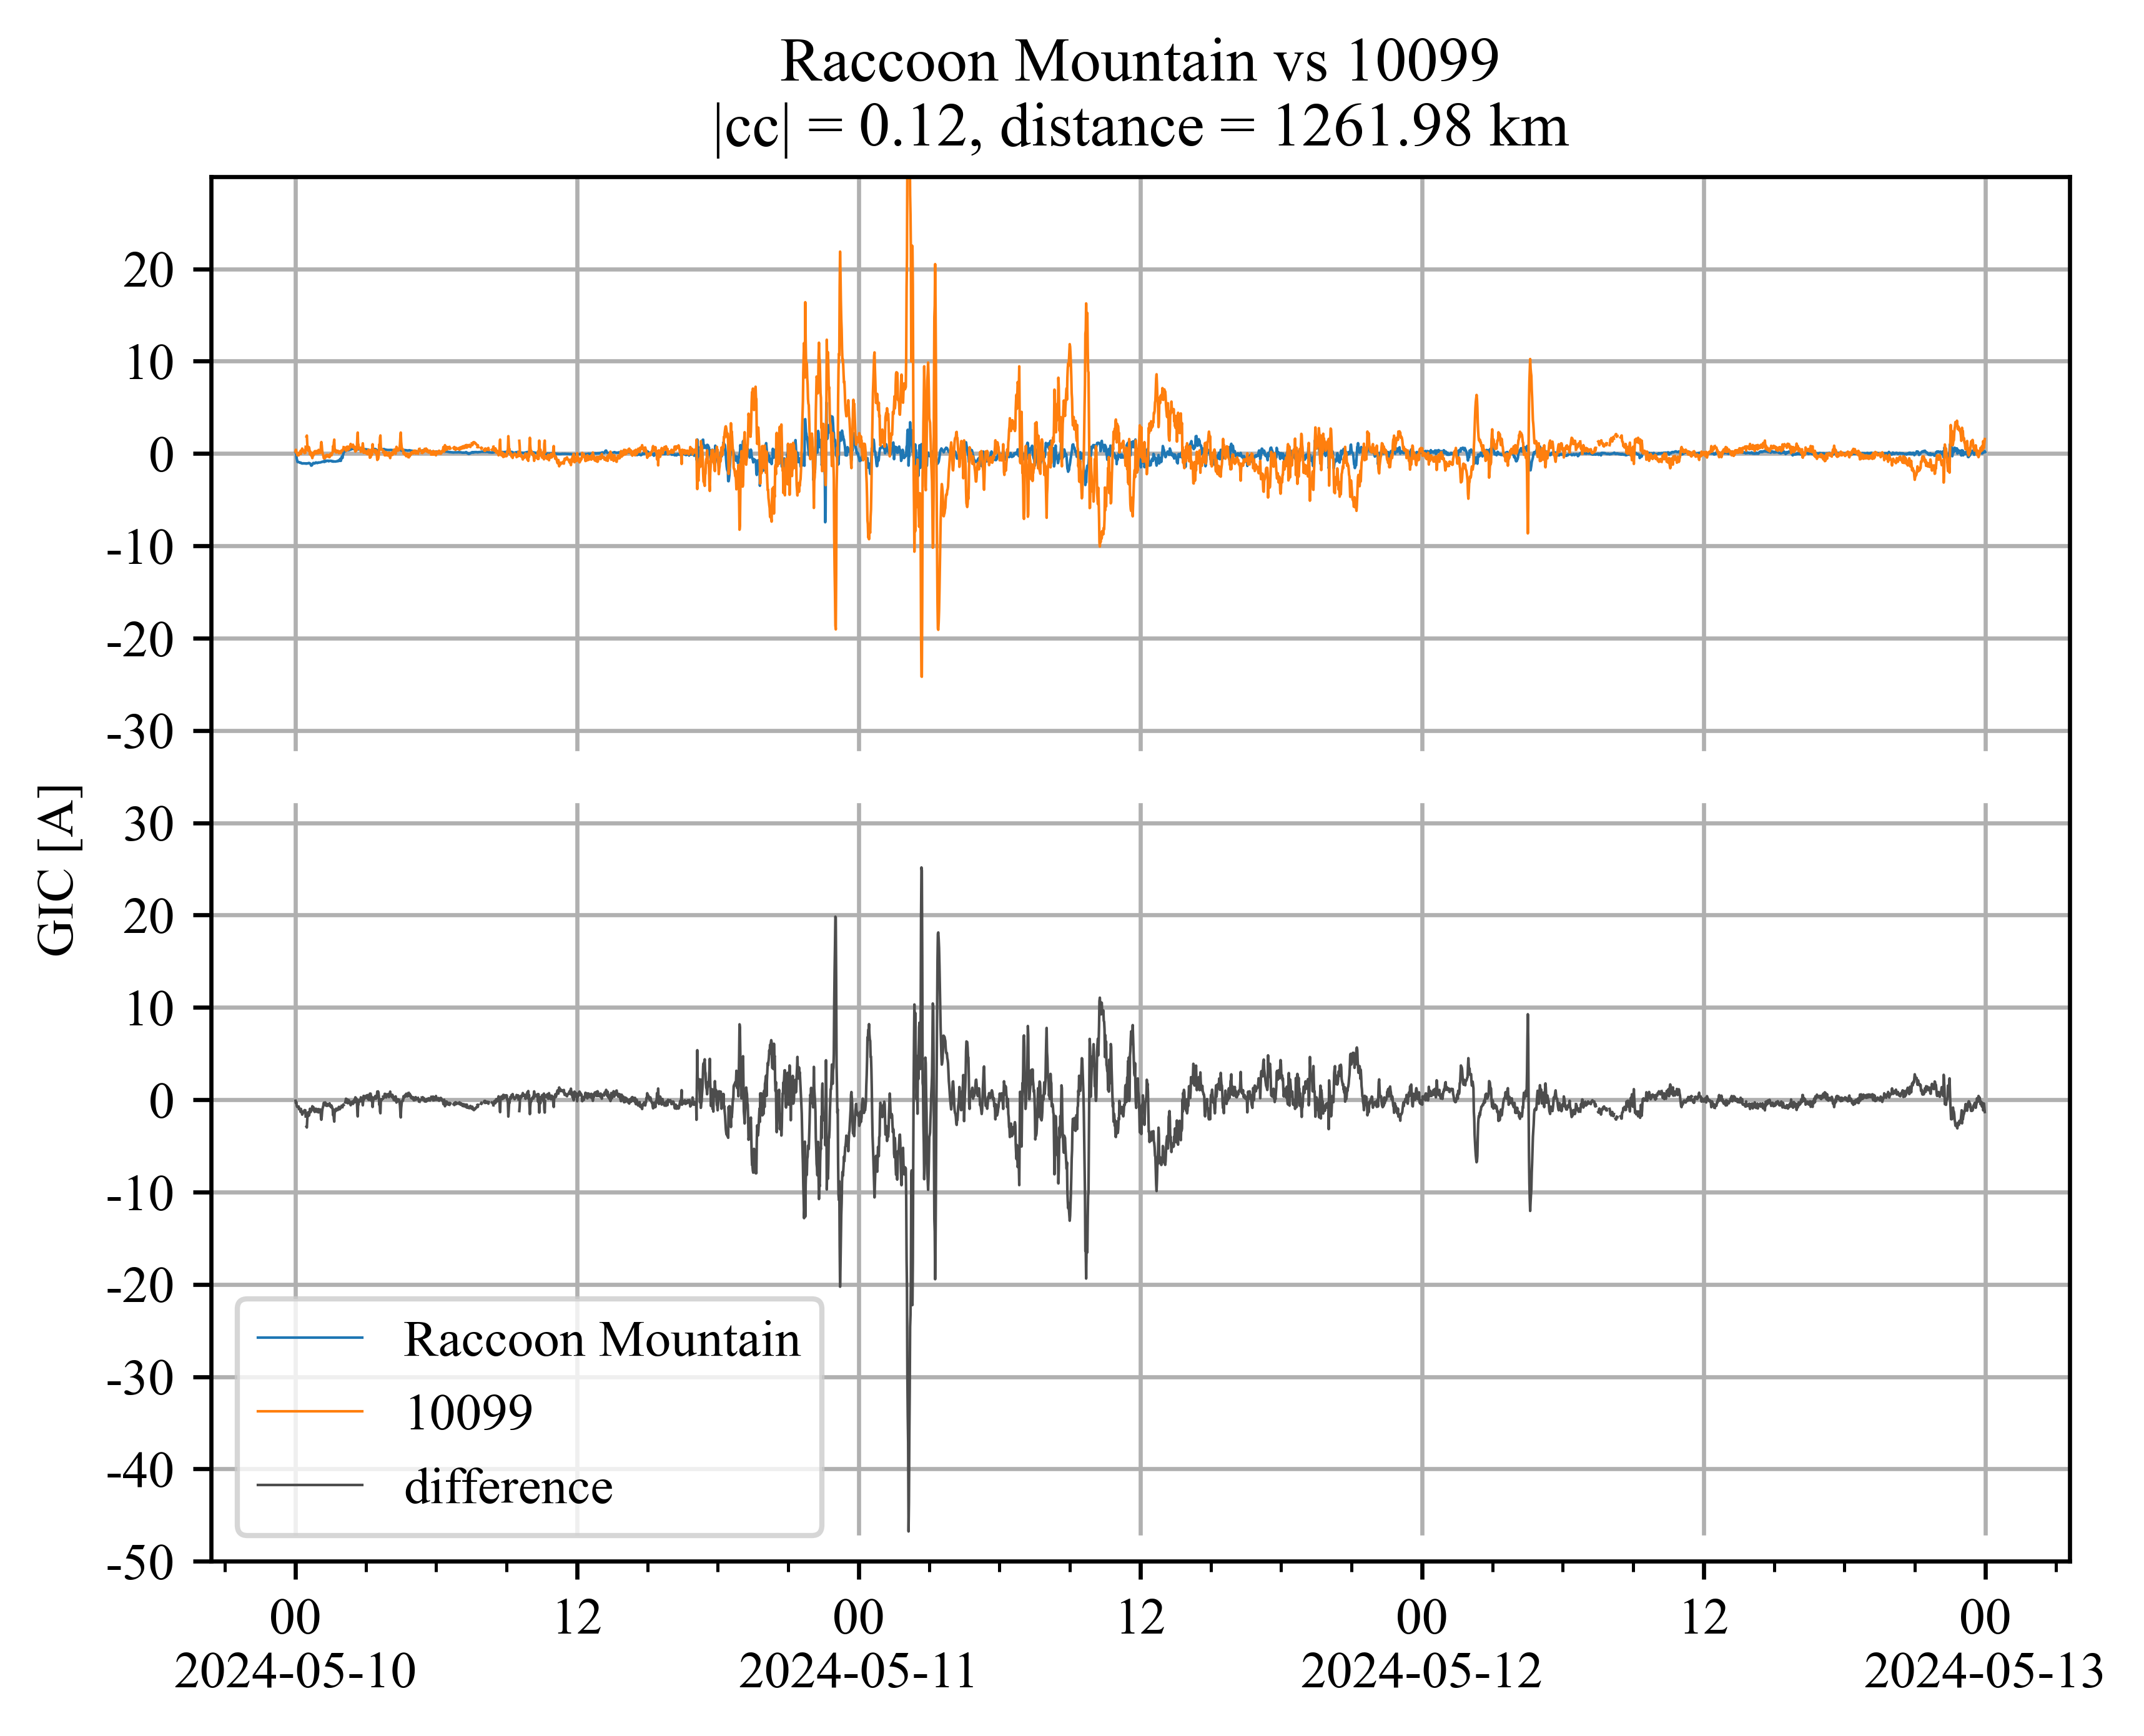 Raccoon Mountain vs 10099
|cc| = 0.12, distance = 1261.98 km
20
10
0
-10
-20
-30
30
20
10
0
-10
-20
-30
-40
-50
GIC [A]
Raccoon Mountain
10099
difference
00 12 00 12 00 12 00
2024-05-10 2024-05-11 2024-05-12 2024-05-13